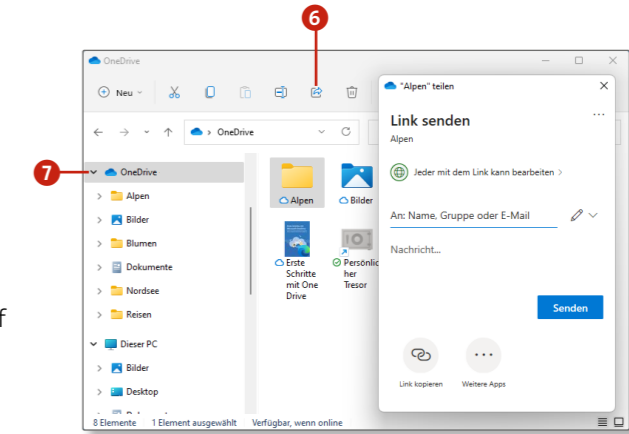 6
OneDrive
Neu
"Alpen" teilen
Link senden
Alpen
OneDrive
Jeder mit dem Link kann bearbeiten
7
OneDrive
Alpen
Bilder
Blumen
Dokumente
Nordsee
Reisen
Dieser PC
Bilder
Desktop
Alpen
Bilder
Erste
Schritte
mit One
Drive
Persönlic
her
Tresor
An: Name, Gruppe oder E-Mail
Nachricht...
Senden
Link kopieren
Weitere Apps
f
8 Elemente 1 Element ausgewählt Verfügbar, wenn online